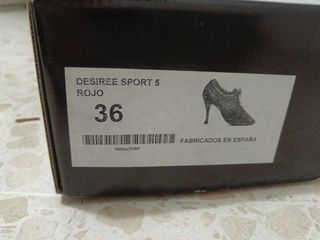 DESIREE SPORT 5
ROJO
36
FABRICADOS EN ESPAÑA